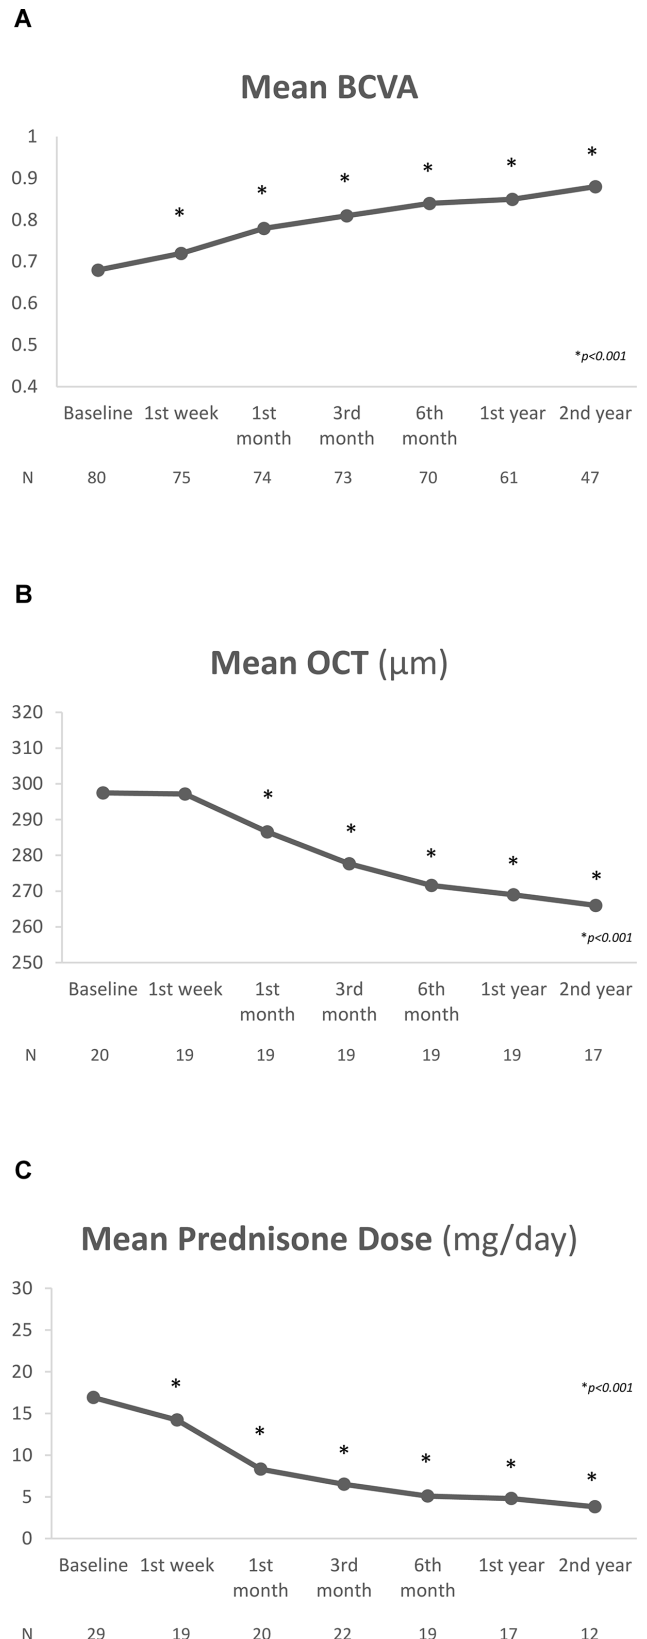 A
Mean BCVA
1
0.9
0.8
0.7
0.6
0.5
0.4
* * * * * *
*p<0.001
Baseline 1st week 1st month 3rd month 6th month 1st year 2nd year
N 80 75 74 73 70 61 47
B
Mean OCT (µm)
320
310
300
290
280
270
260
250
* * * * *
*p<0.001
Baseline 1st week 1st month 3rd month 6th month 1st year 2nd year
N 20 19 19 19 19 19 17
C
Mean Prednisone Dose (mg/day)
30
25
20
15
10
5
0
* * * * * *
*p<0.001
Baseline 1st week 1st month 3rd month 6th month 1st year 2nd year
N 29 19 20 22 19 17 12